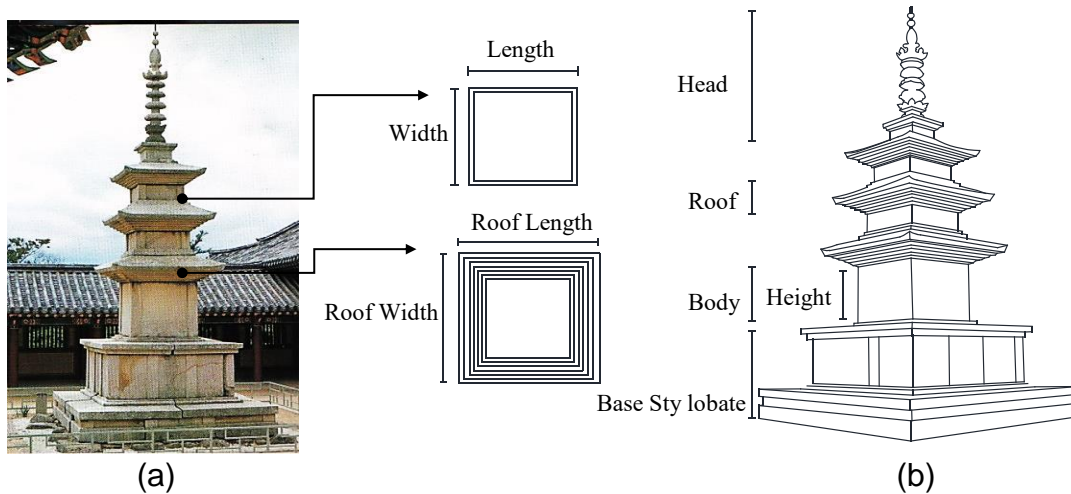 Length
Width
Roof Length
Roof Width
(a)
Head
Roof
Body
Height
Base Sty lobate
(b)